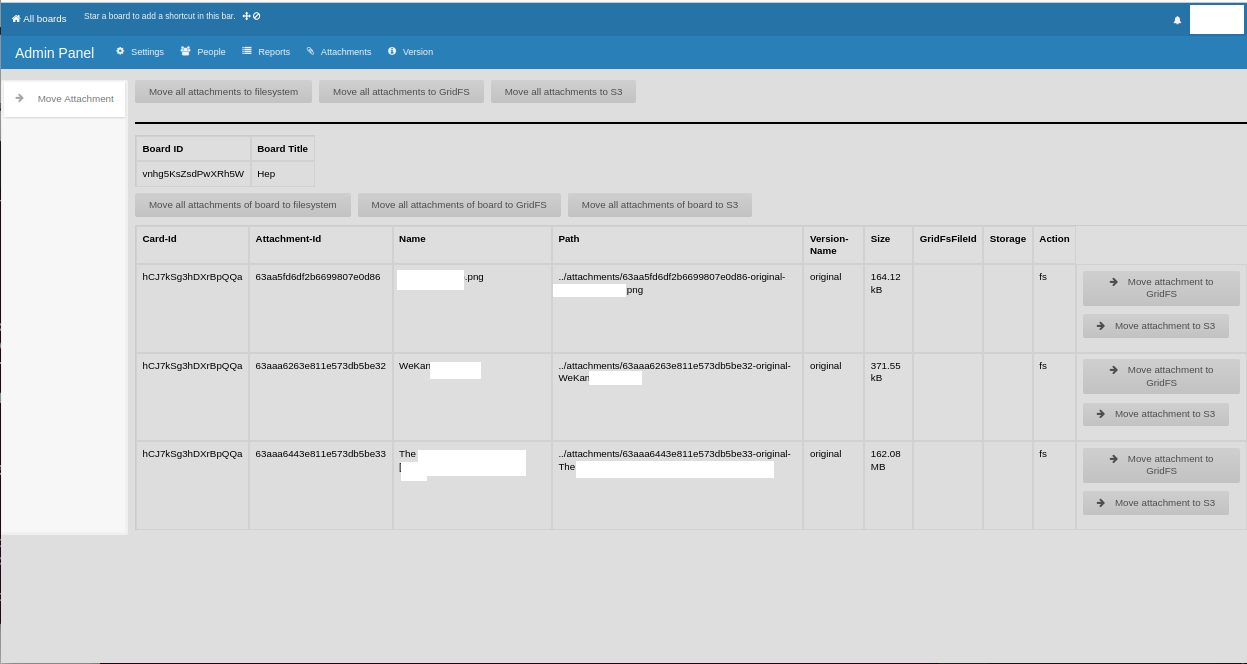 All boards
Star a board to add a shortcut in this bar.
Admin Panel
Settings
People
Reports
Attachments
Version
Move Attachment
Move all attachments to filesystem
Move all attachments to GridFS
Move all attachments to S3
Board ID Board Title
vnhg5KsZsdPwXRh5W Hep
Move all attachments of board to filesystem
Move all attachments of board to GridFS
Move all attachments of board to S3
Card-Id Attachment-Id Name Path Version-
Name Size GridFsFileId Storage Action
hCJ7kSg3hDXrBpQQa 63aa5fd6df2b6699807e0d86 .png ../attachments/63aa5fd6df2b6699807e0d86-original-
png original 164.12
kB fs
Move attachment to
GridFS
Move attachment to S3
hCJ7kSg3hDXrBpQQa 63aaa6263e811e573db5be32 WeKan ../attachments/63aaa6263e811e573db5be32-original-
WeKan original 371.55
kB fs
Move attachment to
GridFS
Move attachment to S3
hCJ7kSg3hDXrBpQQa 63aaa6443e811e573db5be33 The
[ ../attachments/63aaa6443e811e573db5be33-original-
The original 162.08
MB fs
Move attachment to
GridFS
Move attachment to S3